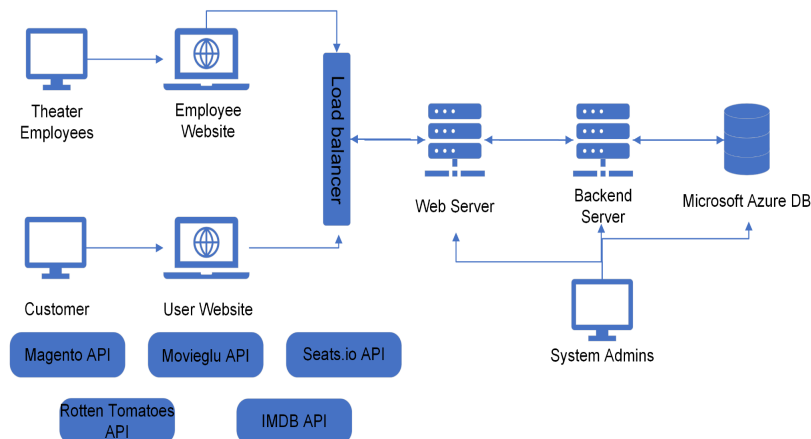 Theater
Employees
Employee
Website
Load balancer
Web Server
Backend
Server
Microsoft Azure DB
Customer
User Website
System Admins
Magento API
Movieglu API
Seats.io API
Rotten Tomatoes
API
IMDB API